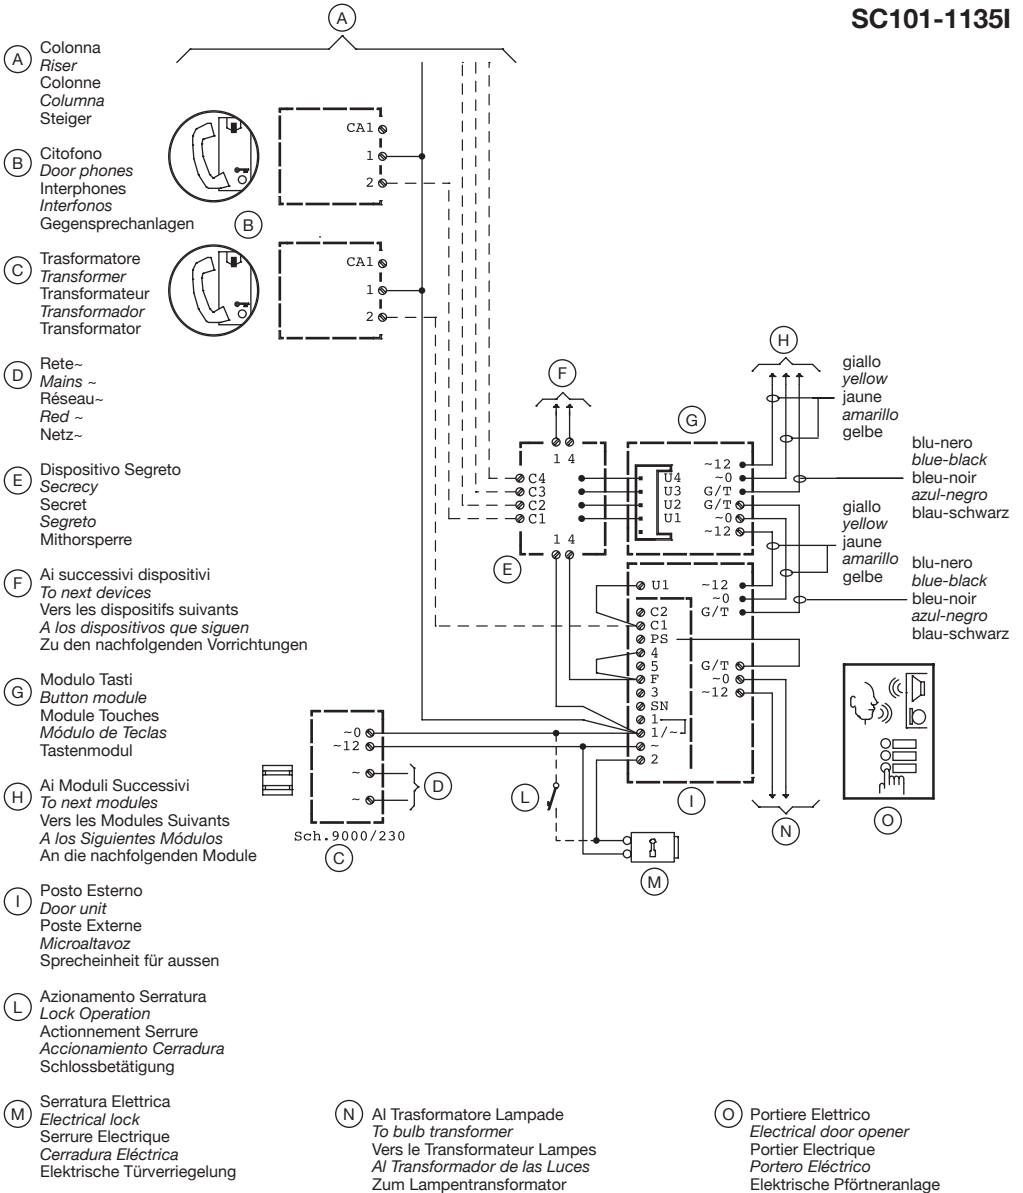 SC101-1135I
A
A
Colonna
Riser
Colonne
Columna
Steiger
B
Citofono
Door phones
Interphones
Interfonos
Gegensprechanlagen
C
Trasformatore
Transformer
Transformateur
Transformador
Transformator
D
Rete~
Mains ~
Réseau~
Red ~
Netz~
E
Dispositivo Segreto
Secrecy
Secret
Segreto
Mithorsperre
F
Ai successivi dispositivi
To next devices
Vers les dispositifs suivants
A los dispositivos que siguen
Zu den nachfolgenden Vorrichtungen
G
Modulo Tasti
Button module
Module Touches
Módulo de Teclas
Tastenmodul
H
Ai Moduli Successivi
To next modules
Vers les Modules Suivants
A los Siguientes Módulos
An die nachfolgenden Module
I
Posto Esterno
Door unit
Poste Externe
Microaltavoz
Sprecheinheit für aussen
L
Azionamento Serratura
Lock Operation
Actionnement Serrure
Accionamiento Cerradura
Schlossbetätigung
M
Serratura Elettrica
Electrical lock
Serrure Electrique
Cerradura Eléctrica
Elektrische Türverriegelung
N
Al Trasformatore Lampade
To bulb transformer
Vers le Transformateur Lampes
Al Transformador de las Luces
Zum Lampentransformator
O
Portiere Elettrico
Electrical door opener
Portier Electrique
Portero Eléctrico
Elektrische Pförtneranlage
CA1
1
2
B
CA1
1
2
F
1 4
C4
C3
C2
C1
1 4
E
G
U4
U3
U2
U1
~12
~0
G/T
G/T
~0
~12
H
giallo
yellow
jaune
amarillo
gelbe
blu-nero
blue-black
bleu-noir
azul-negro
blau-schwarz
giallo
yellow
jaune
amarillo
gelbe
blu-nero
blue-black
bleu-noir
azul-negro
blau-schwarz
U1
C2
C1
PS
4
5
F
3
SN
1
1/~
~
2
~12
~0
G/T
G/T
~0
~12
I
~0
~12
~
~
D
Sch.9000/230
C
L
M
N
O